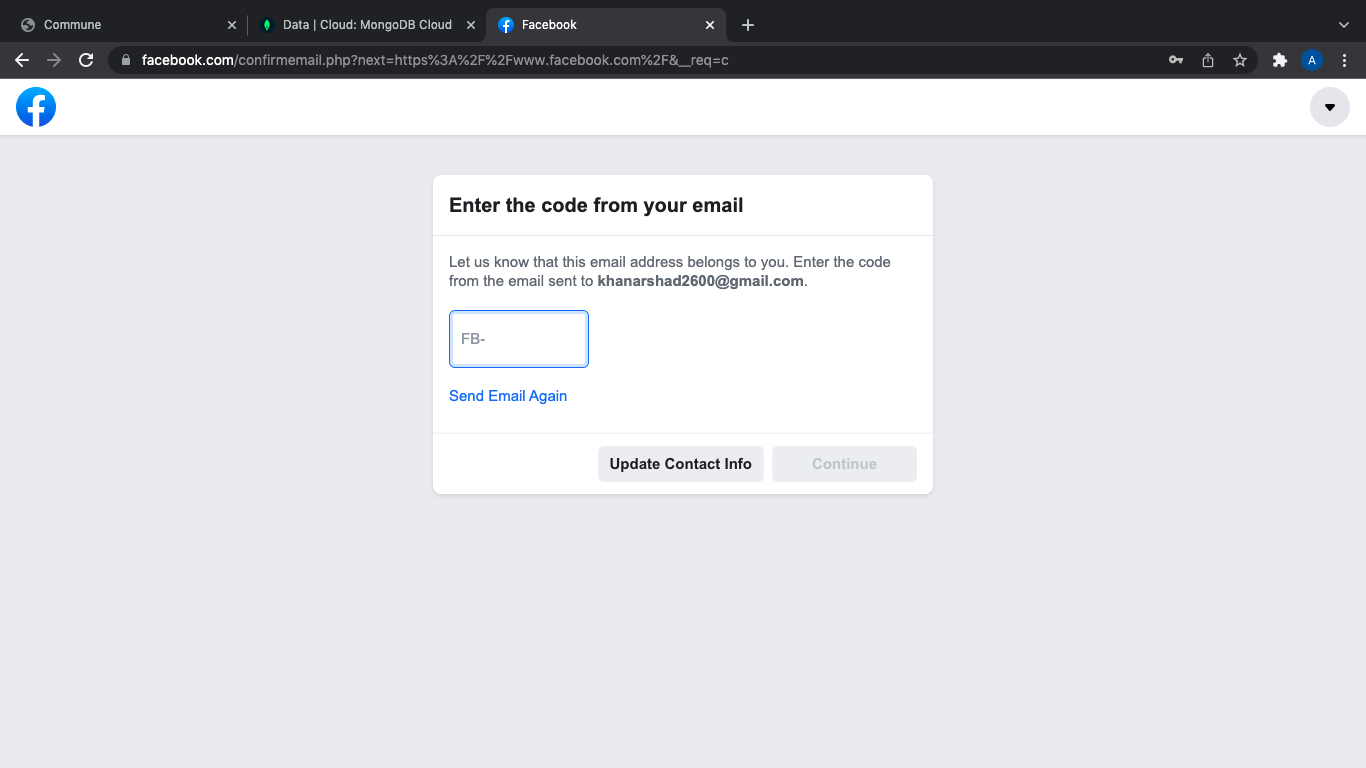 Commune
Data | Cloud: MongoDB Cloud
Facebook
facebook.com/confirmemail.php?next=https%3A%2F%2Fwww.facebook.com%2F&__req=c
A
Enter the code from your email
Let us know that this email address belongs to you. Enter the code
from the email sent to khanarshad2600@gmail.com.
FB-
Send Email Again
Update Contact Info
Continue